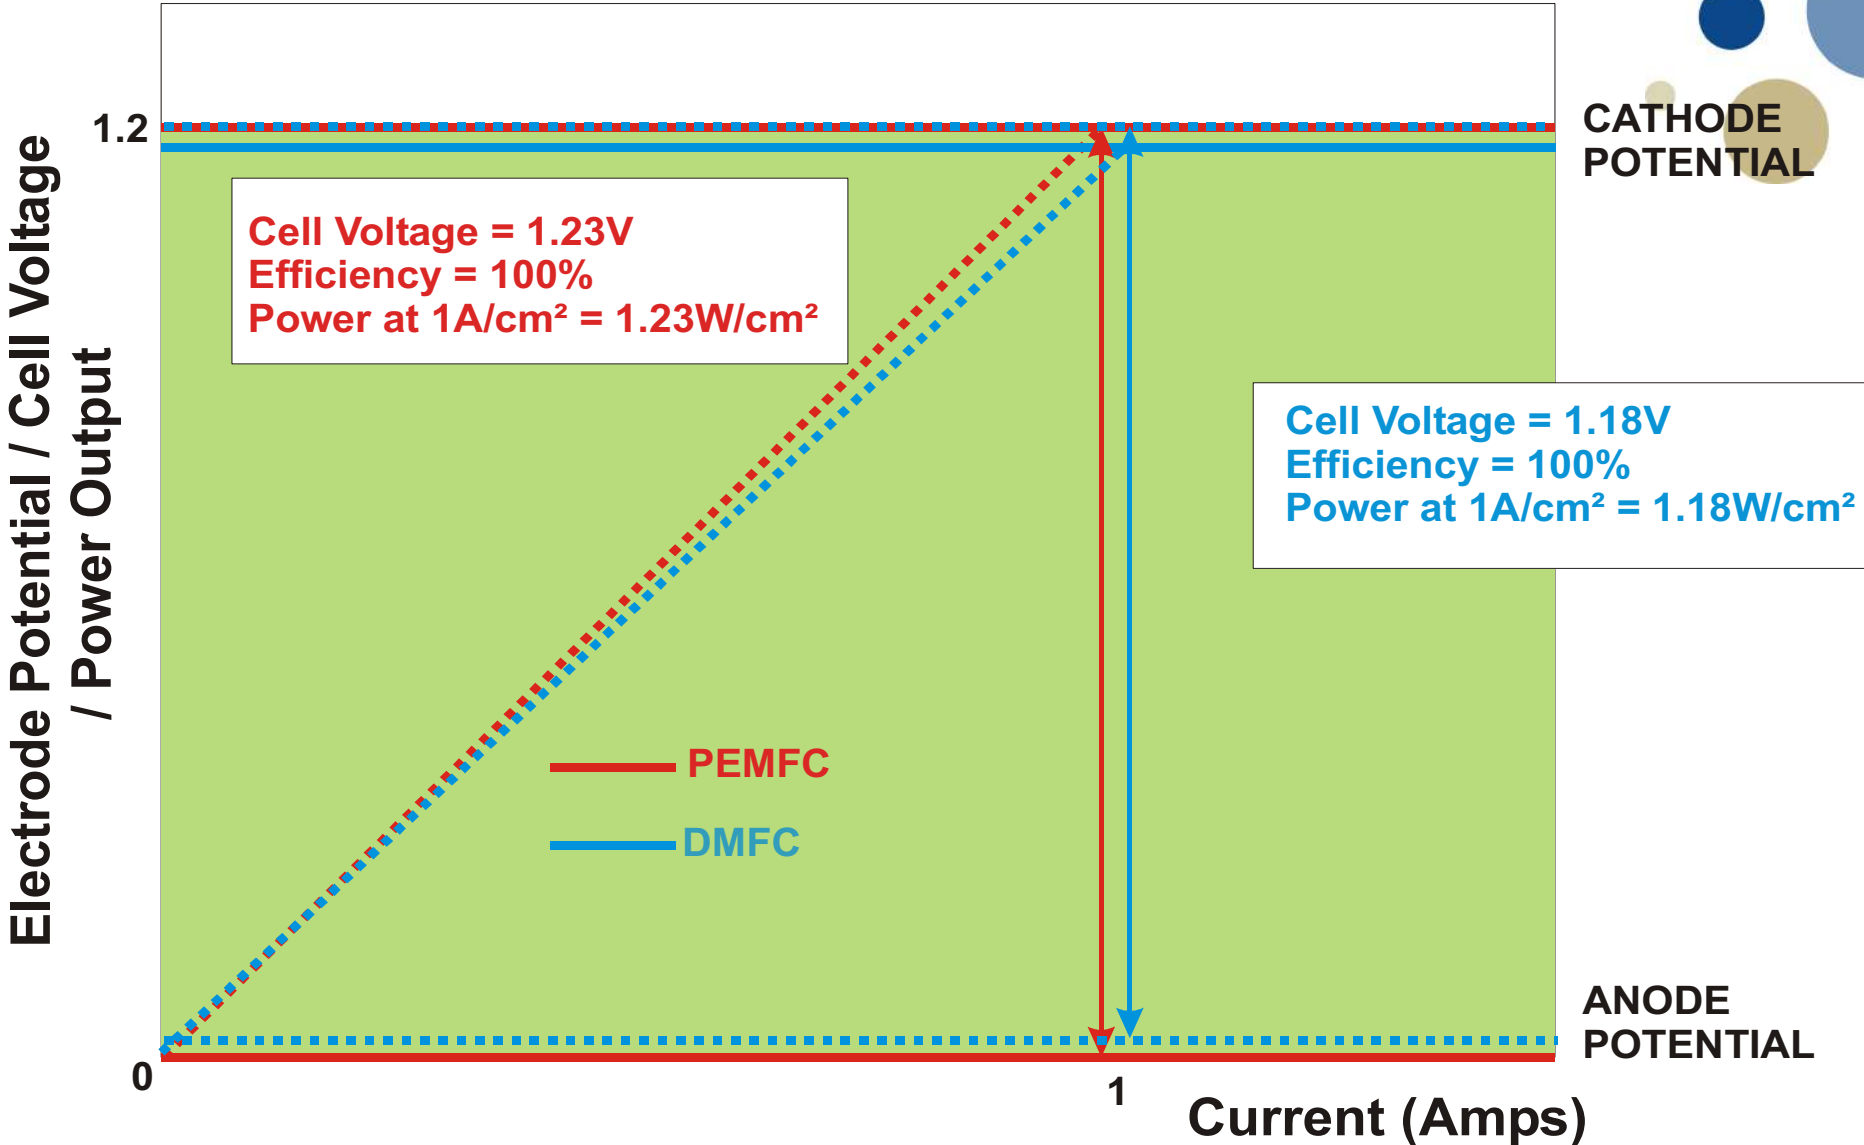 Electrode Potential / Cell Voltage
/ Power Output
1.2
CATHODE
POTENTIAL
Cell Voltage = 1.23V
Efficiency = 100%
Power at 1A/cm² = 1.23W/cm²
Cell Voltage = 1.18V
Efficiency = 100%
Power at 1A/cm² = 1.18W/cm²
PEMFC
DMFC
ANODE
POTENTIAL
0
1
Current (Amps)